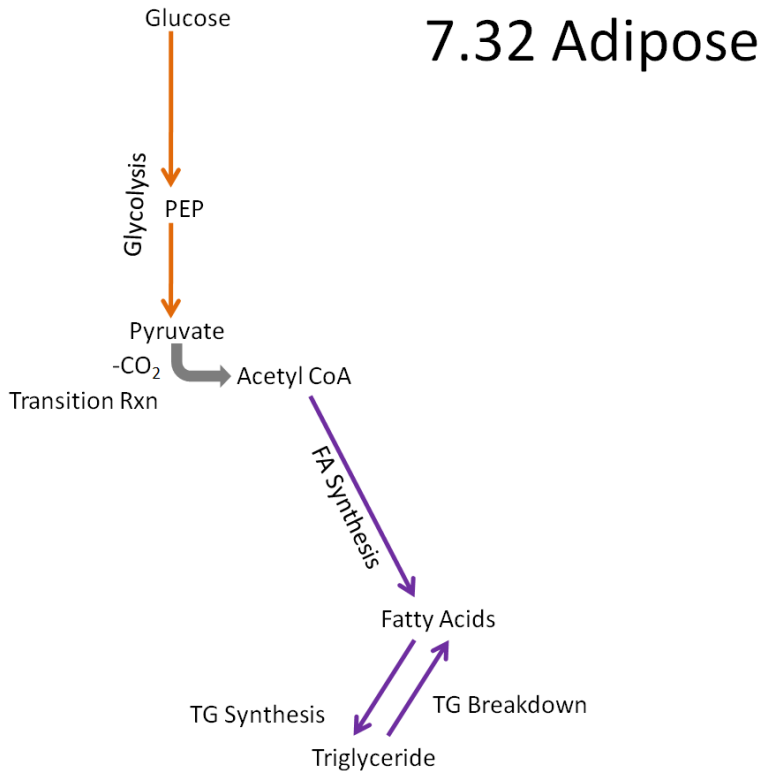 Glucose
7.32 Adipose
Glycolysis
PEP
Pyruvate
-CO₂
Acetyl CoA
Transition Rxn
FA Synthesis
Fatty Acids
TG Synthesis
TG Breakdown
Triglyceride